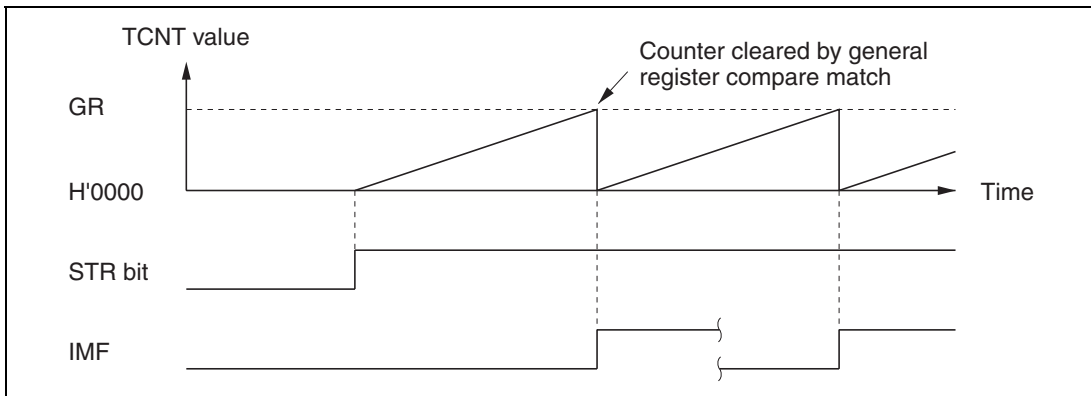 TCNT value
Counter cleared by general
register compare match
GR
H'0000
Time
STR bit
IMF